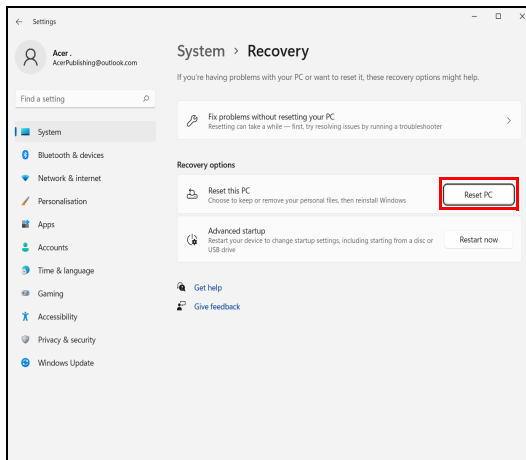 Settings
Acer .
AcerPublishing@outlook.com
Find a setting
System
Bluetooth & devices
Network & internet
Personalisation
Apps
Accounts
Time & language
Gaming
Accessibility
Privacy & security
Windows Update
System > Recovery
If you're having problems with your PC or want to reset it, these recovery options might help.
Fix problems without resetting your PC
Resetting can take a while — first, try resolving issues by running a troubleshooter
Recovery options
Reset this PC
Choose to keep or remove your personal files, then reinstall Windows
Reset PC
Advanced startup
Restart your device to change startup settings, including starting from a disc or
USB drive
Restart now
Get help
Give feedback